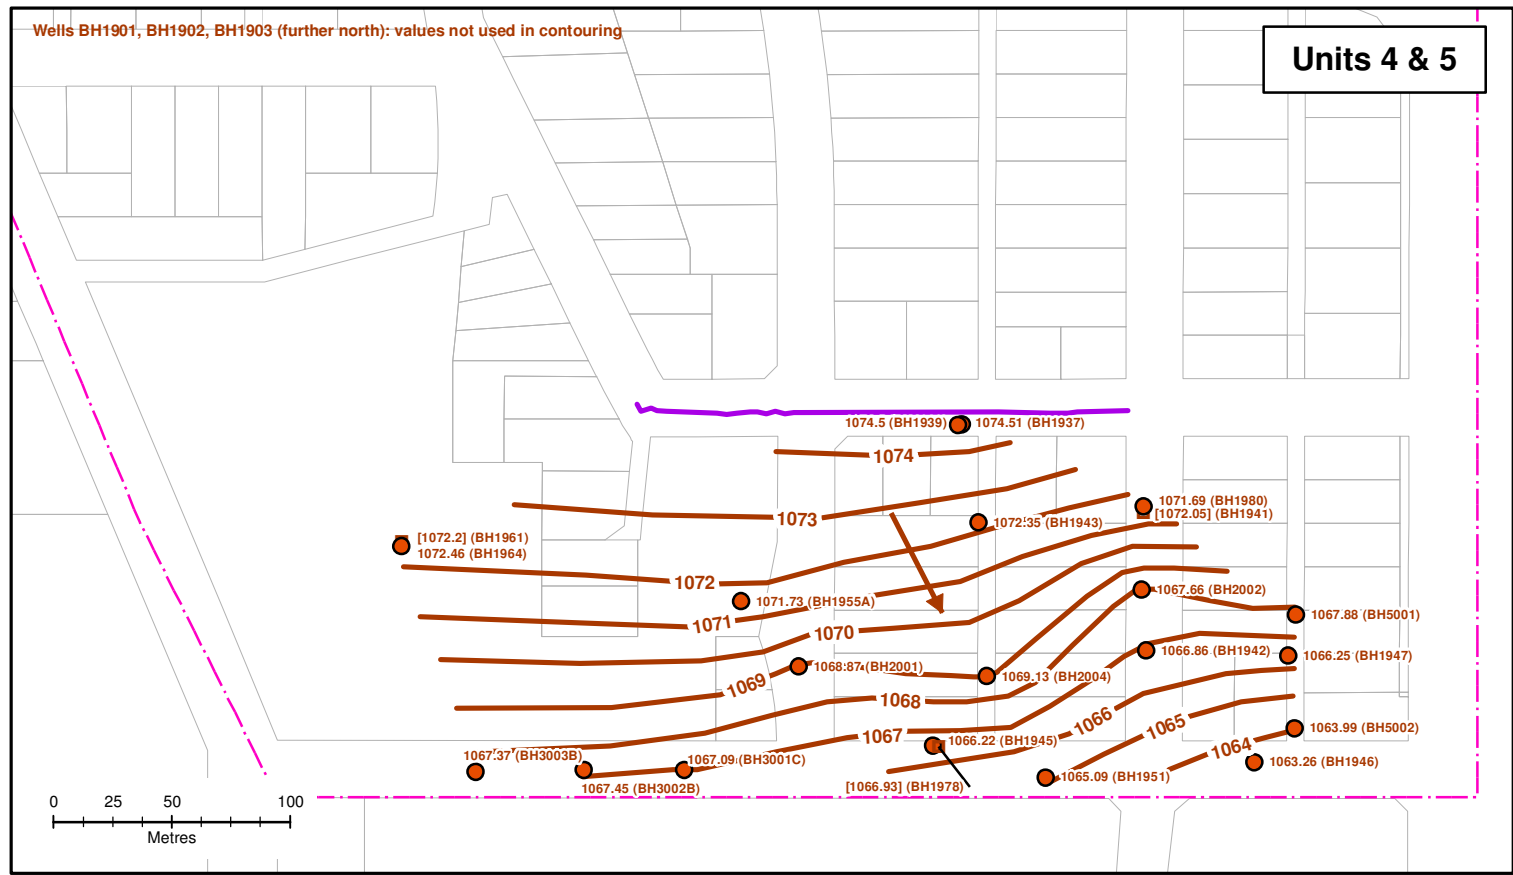 Wells BH1901, BH1902, BH1903 (further north): values not used in contouring
Units 4 & 5
1074.5 (BH1939)
1074.51 (BH1937)
1074
1073
1071.69 (BH1980)
[1072.05] (BH1941)
1072.35 (BH1943)
[1072.2] (BH1961)
1072.46 (BH1964)
1072
1071.73 (BH1955A)
1067.66 (BH2002)
1067.88 (BH5001)
1071
1070
1066.86 (BH1942)
1066.25 (BH1947)
1068.87 (BH2001)
1069.13 (BH2004)
1069
1068
1067
1066
1065
1064
1063.99 (BH5002)
1066.22 (BH1945)
1067.37 (BH3003B)
1067.09 (BH3001C)
1063.26 (BH1946)
1065.09 (BH1951)
[1066.93] (BH1978)
1067.45 (BH3002B)
0 25 50 100
Metres